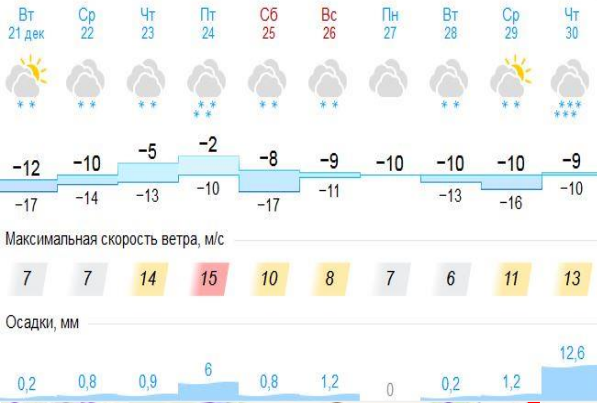 Вт Ср Чт Пт Сб Вс Пн Вт Ср Чт
21 дек 22 23 24 25 26 27 28 29 30
−12 −10 −5 −2 −8 −9 −10 −10 −10 −9
−17 −14 −13 −10 −17 −11 −13 −16 −10
Максимальная скорость ветра, м/с
7 7 14 15 10 8 7 6 11 13
Осадки, мм
0,2 0,8 0,9 6 0,8 1,2 0 0,2 1,2 12,6